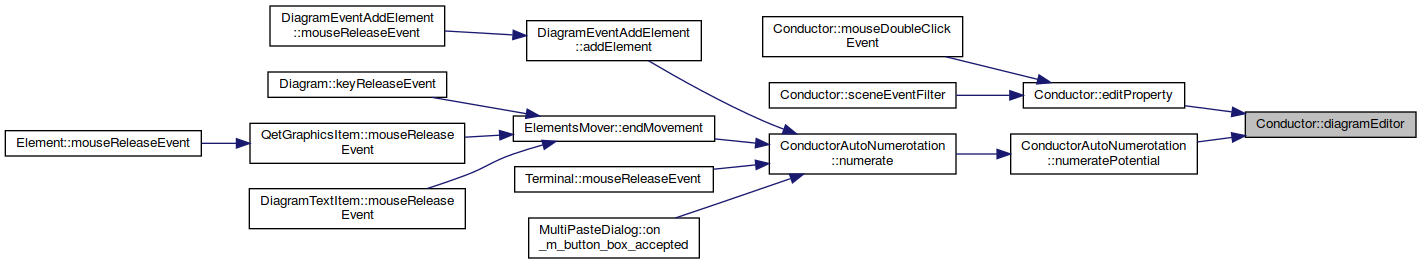 DiagramEventAddElement
::mouseReleaseEvent
DiagramEventAddElement
::addElement
Conductor::mouseDoubleClick
Event
Diagram::keyReleaseEvent
Conductor::sceneEventFilter
Conductor::editProperty
Element::mouseReleaseEvent
QetGraphicsItem::mouseRelease
Event
ElementsMover::endMovement
Conductor::diagramEditor
ConductorAutoNumerotation
::numerate
ConductorAutoNumerotation
::numeratePotential
DiagramTextItem::mouseRelease
Event
Terminal::mouseReleaseEvent
MultiPasteDialog::on
_m_button_box_accepted